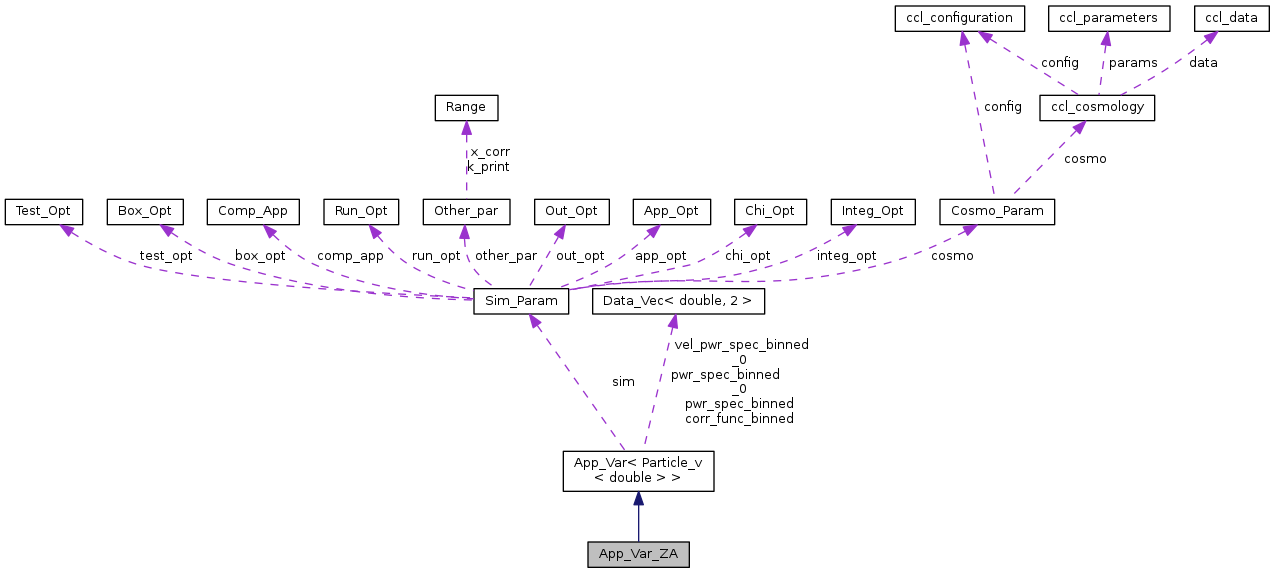 ccl_configuration
ccl_parameters
ccl_data
config
params
data
Range
config
ccl_cosmology
x_corr
k_print
cosmo
Test_Opt
Box_Opt
Comp_App
Run_Opt
Other_par
Out_Opt
App_Opt
Chi_Opt
Integ_Opt
Cosmo_Param
test_opt
box_opt
comp_app
run_opt
other_par
out_opt
app_opt
chi_opt
integ_opt
cosmo
Sim_Param
Data_Vec< double, 2 >
sim
vel_pwr_spec_binned
_0
pwr_spec_binned
_0
pwr_spec_binned
corr_func_binned
App_Var< Particle_v
< double > >
App_Var_ZA